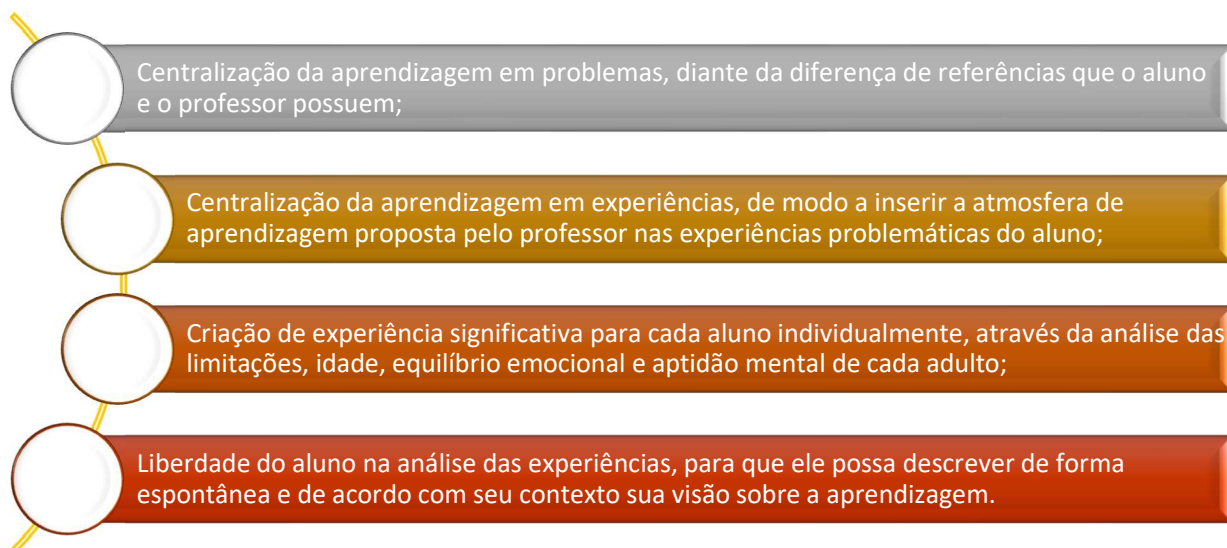 Centralização da aprendizagem em problemas, diante da diferença de referências que o aluno
e o professor possuem;
Centralização da aprendizagem em experiências, de modo a inserir a atmosfera de
aprendizagem proposta pelo professor nas experiências problemáticas do aluno;
Criação de experiência significativa para cada aluno individualmente, através da análise das
limitações, idade, equilíbrio emocional e aptidão mental de cada adulto;
Liberdade do aluno na análise das experiências, para que ele possa descrever de forma
espontânea e de acordo com seu contexto sua visão sobre a aprendizagem.